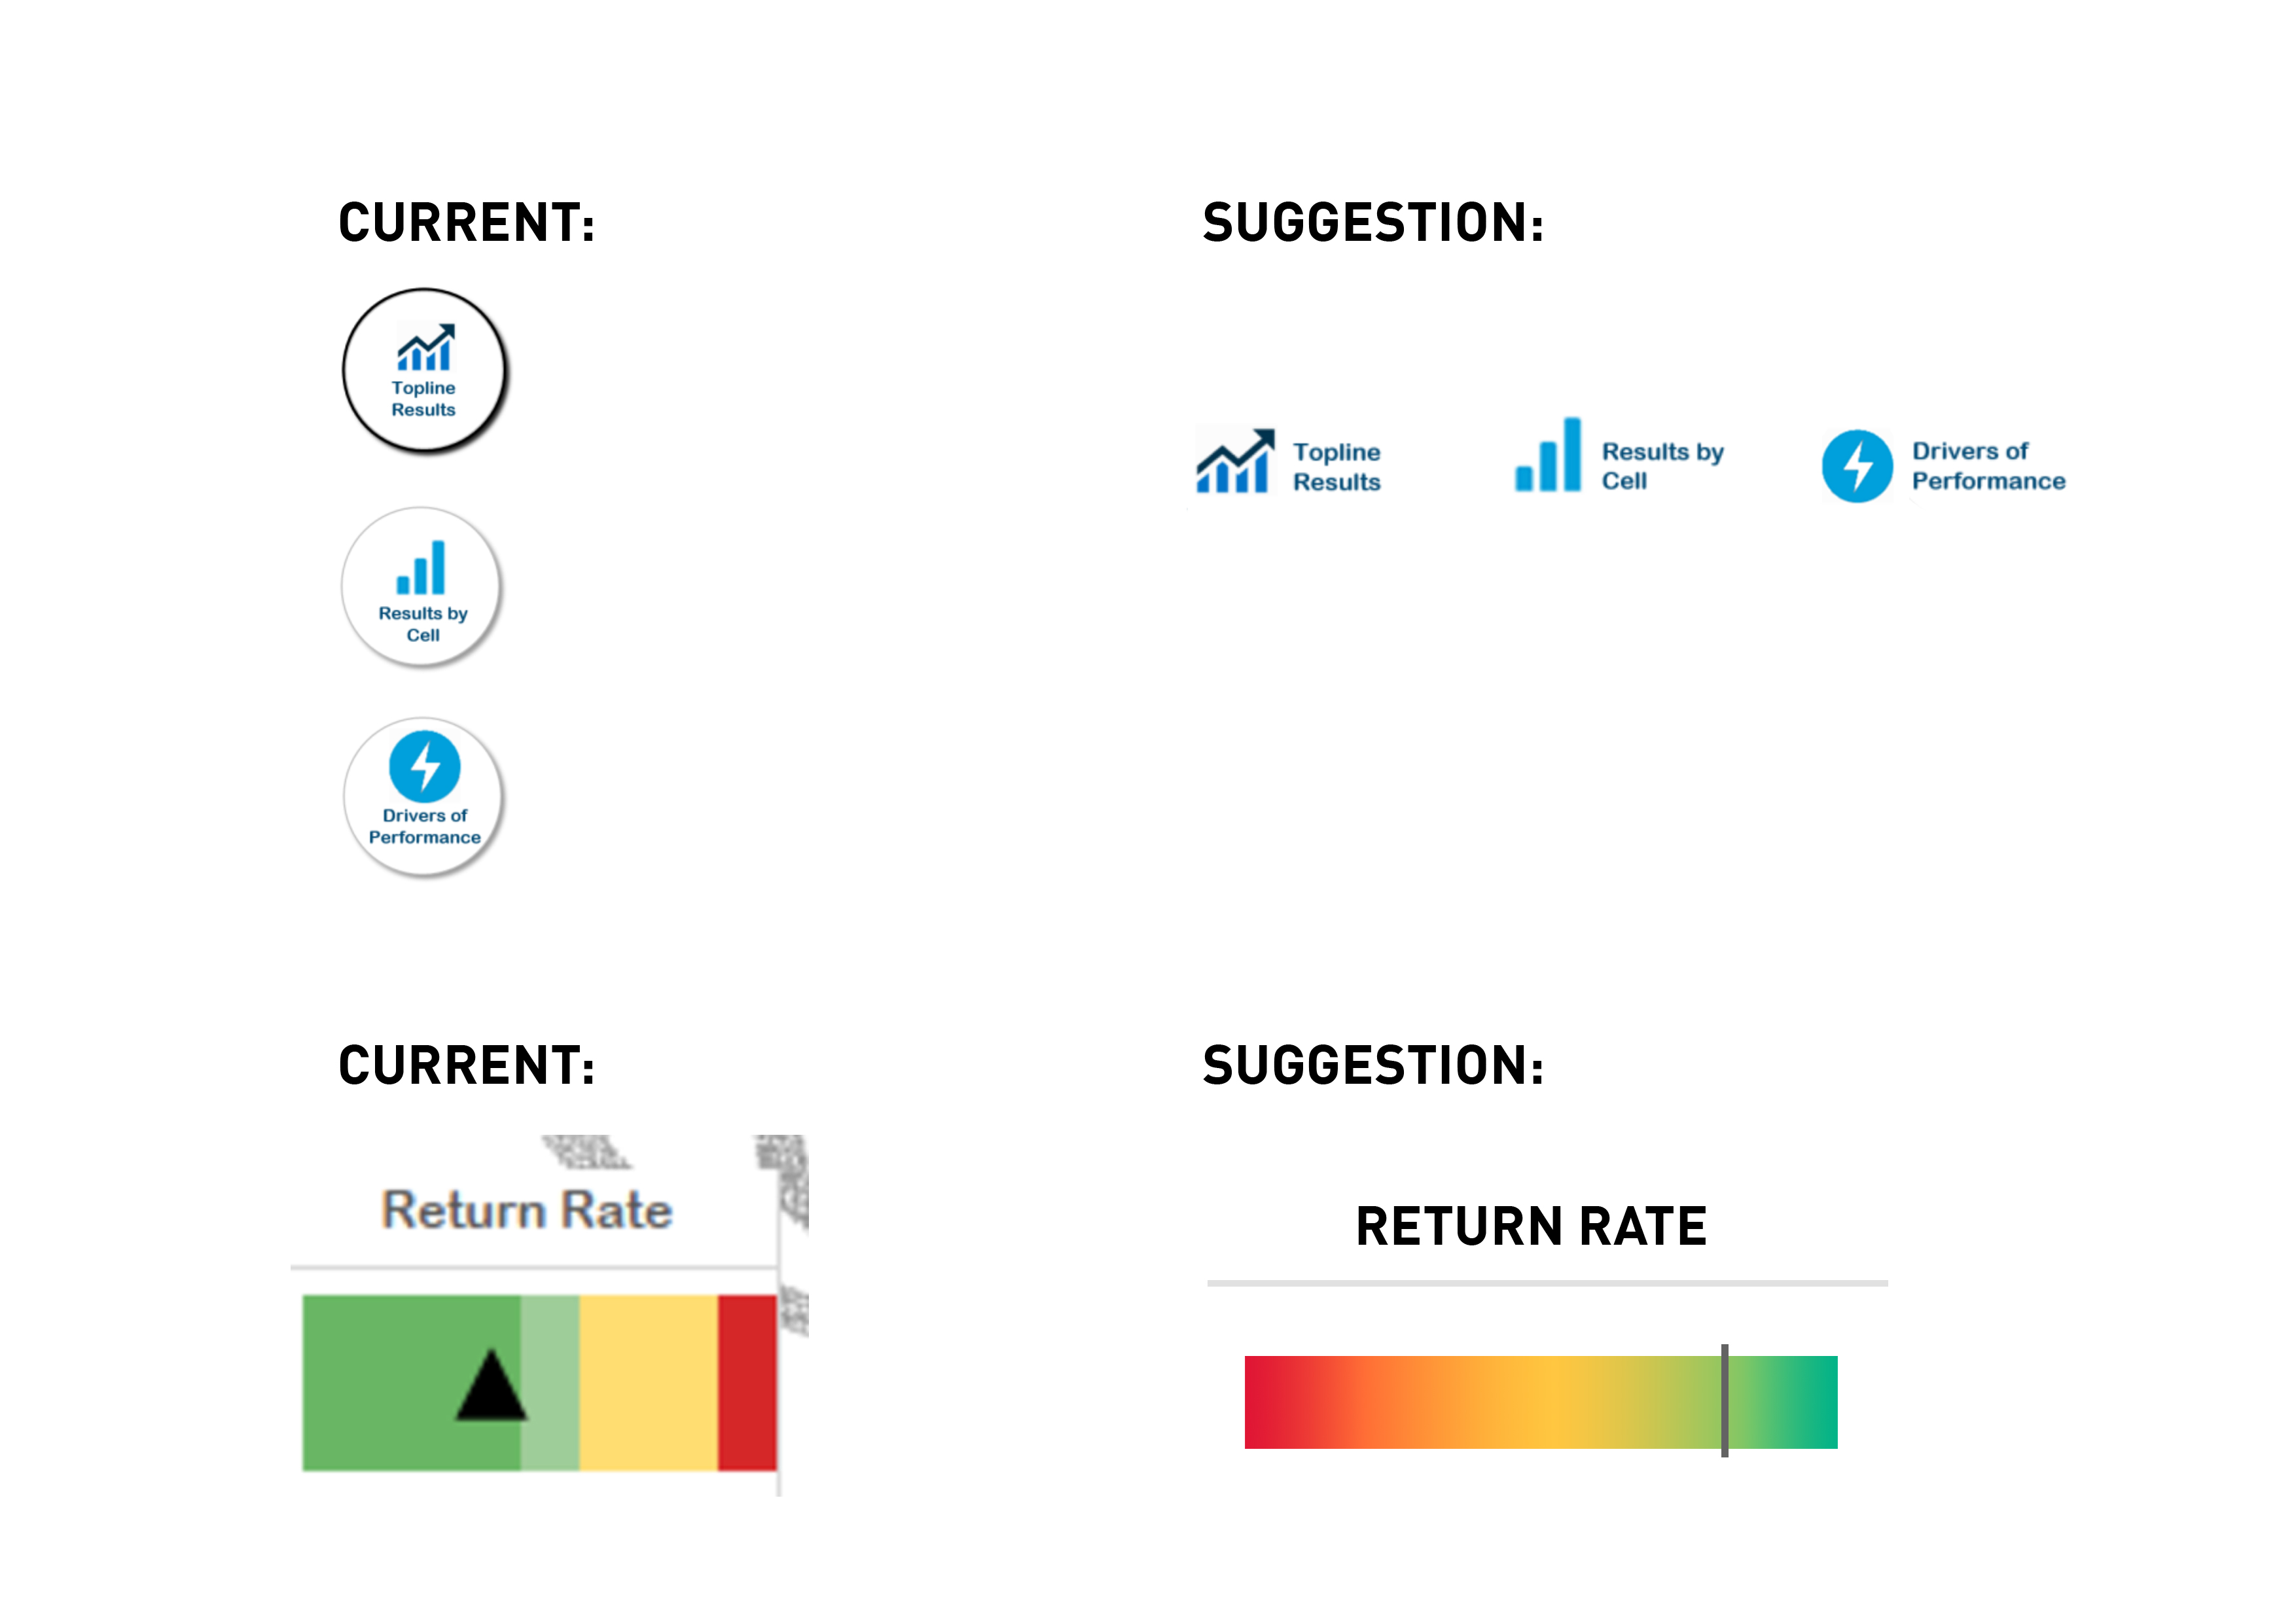 CURRENT:
Topline
Results
Results by
Cell
Drivers of
Performance
SUGGESTION:
Topline
Results
Results by
Cell
Drivers of
Performance
CURRENT:
Return Rate
SUGGESTION:
RETURN RATE